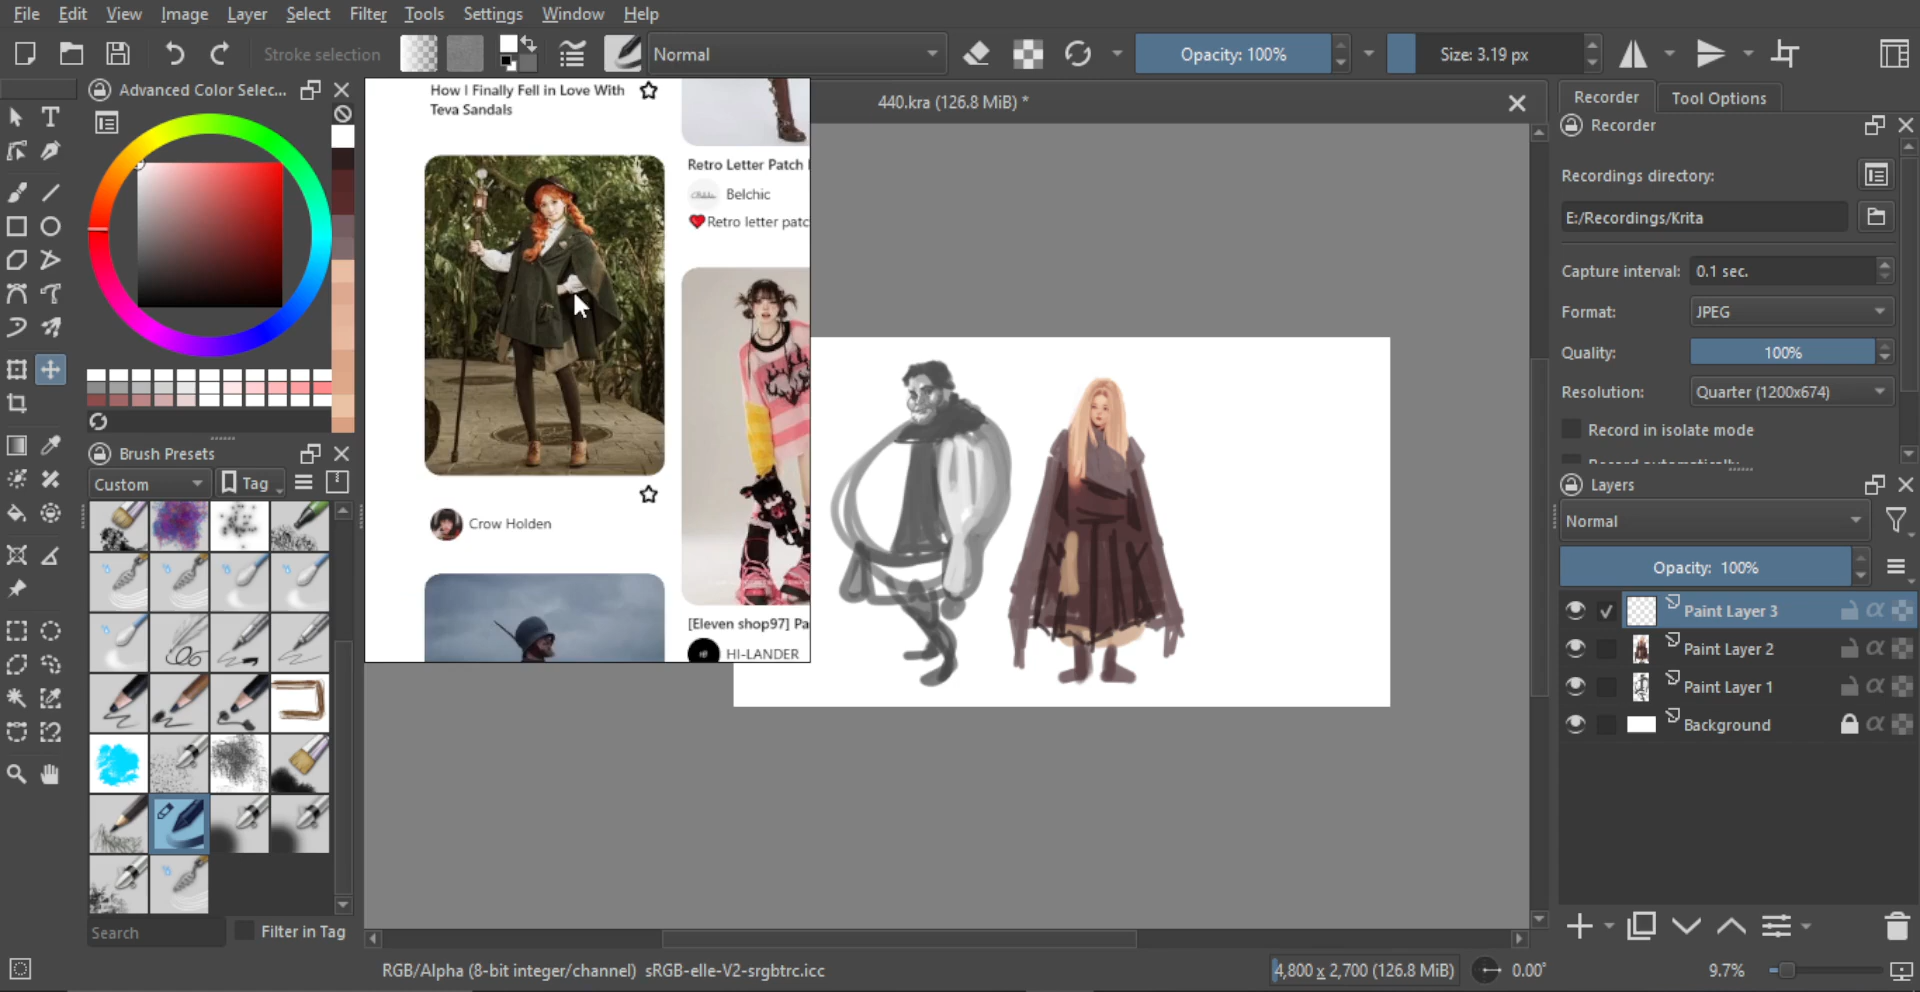 File Edit View Image Layer Select Filter Tools Settings Window Help
Stroke selection
Normal
Opacity: 100%
Size: 3.19 px
Advanced Color Selec...
How I Finally Fell in Love With
Teva Sandals
Crow Holden
Retro Letter Patch
Belchic
Retro letter patc
[Eleven shop97] Pa
HI-LANDER
440.kra (126.8 MiB) *
Brush Presets
Custom
Tag
Search
Filter in Tag
Recorder
Tool Options
Recorder
Recordings directory:
E:/Recordings/Krita
Capture interval: 0.1 sec.
Format: JPEG
Quality: 100%
Resolution: Quarter (1200x674)
Record in isolate mode
Layers
Normal
Opacity: 100%
Paint Layer 3
Paint Layer 2
Paint Layer 1
Background
RGB/Alpha (8-bit integer/channel) sRGB-elle-V2-srgbtrc.icc
4,800 x 2,700 (126.8 MiB)
0.00°
9.7%